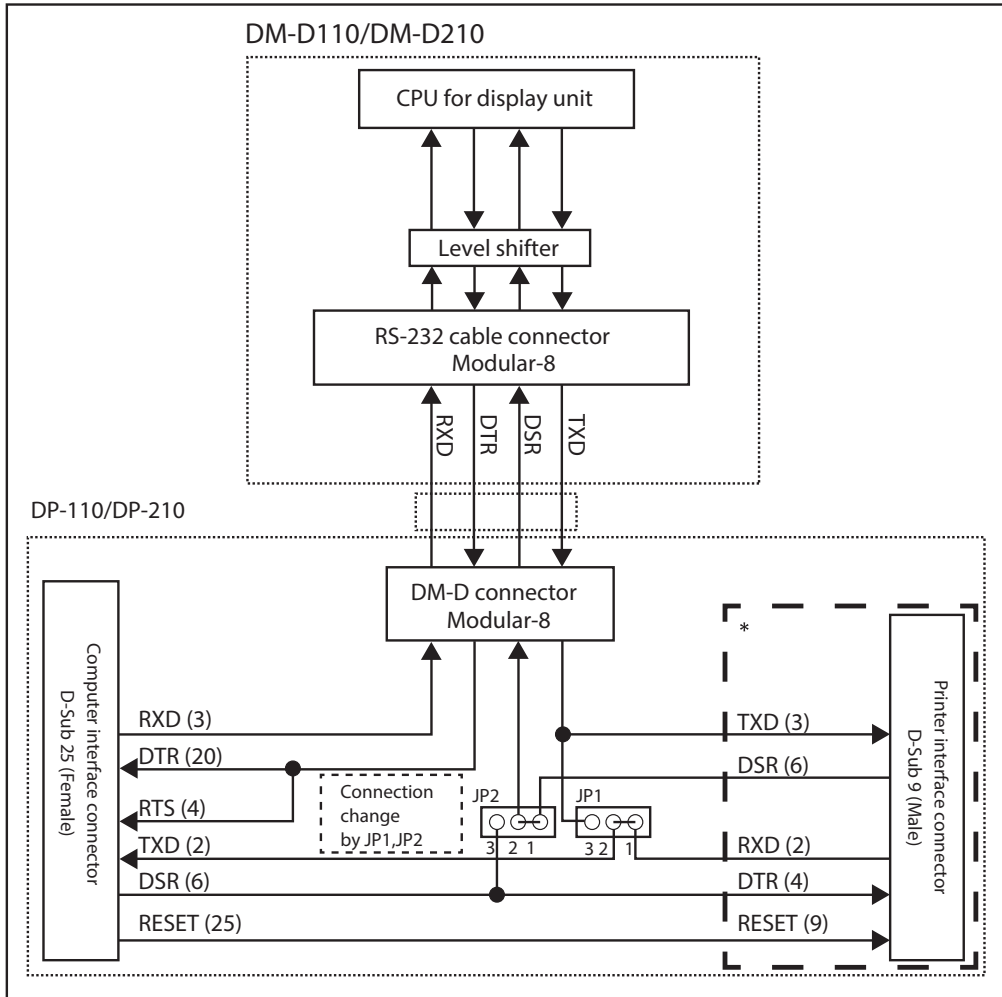 DM-D110/DM-D210
CPU for display unit
Level shifter
RS-232 cable connector
Modular-8
RXD
DTR
DSR
TXD
DP-110/DP-210
DM-D connector
Modular-8
Computer interface connector
D-Sub 25 (Female)
RXD (3)
DTR (20)
RTS (4)
TXD (2)
DSR (6)
RESET (25)
Connection
change
by JP1,JP2
JP2
3 2 1
JP1
3 2 1
*
TXD (3)
DSR (6)
RXD (2)
DTR (4)
RESET (9)
Printer interface connector
D-Sub 9 (Male)